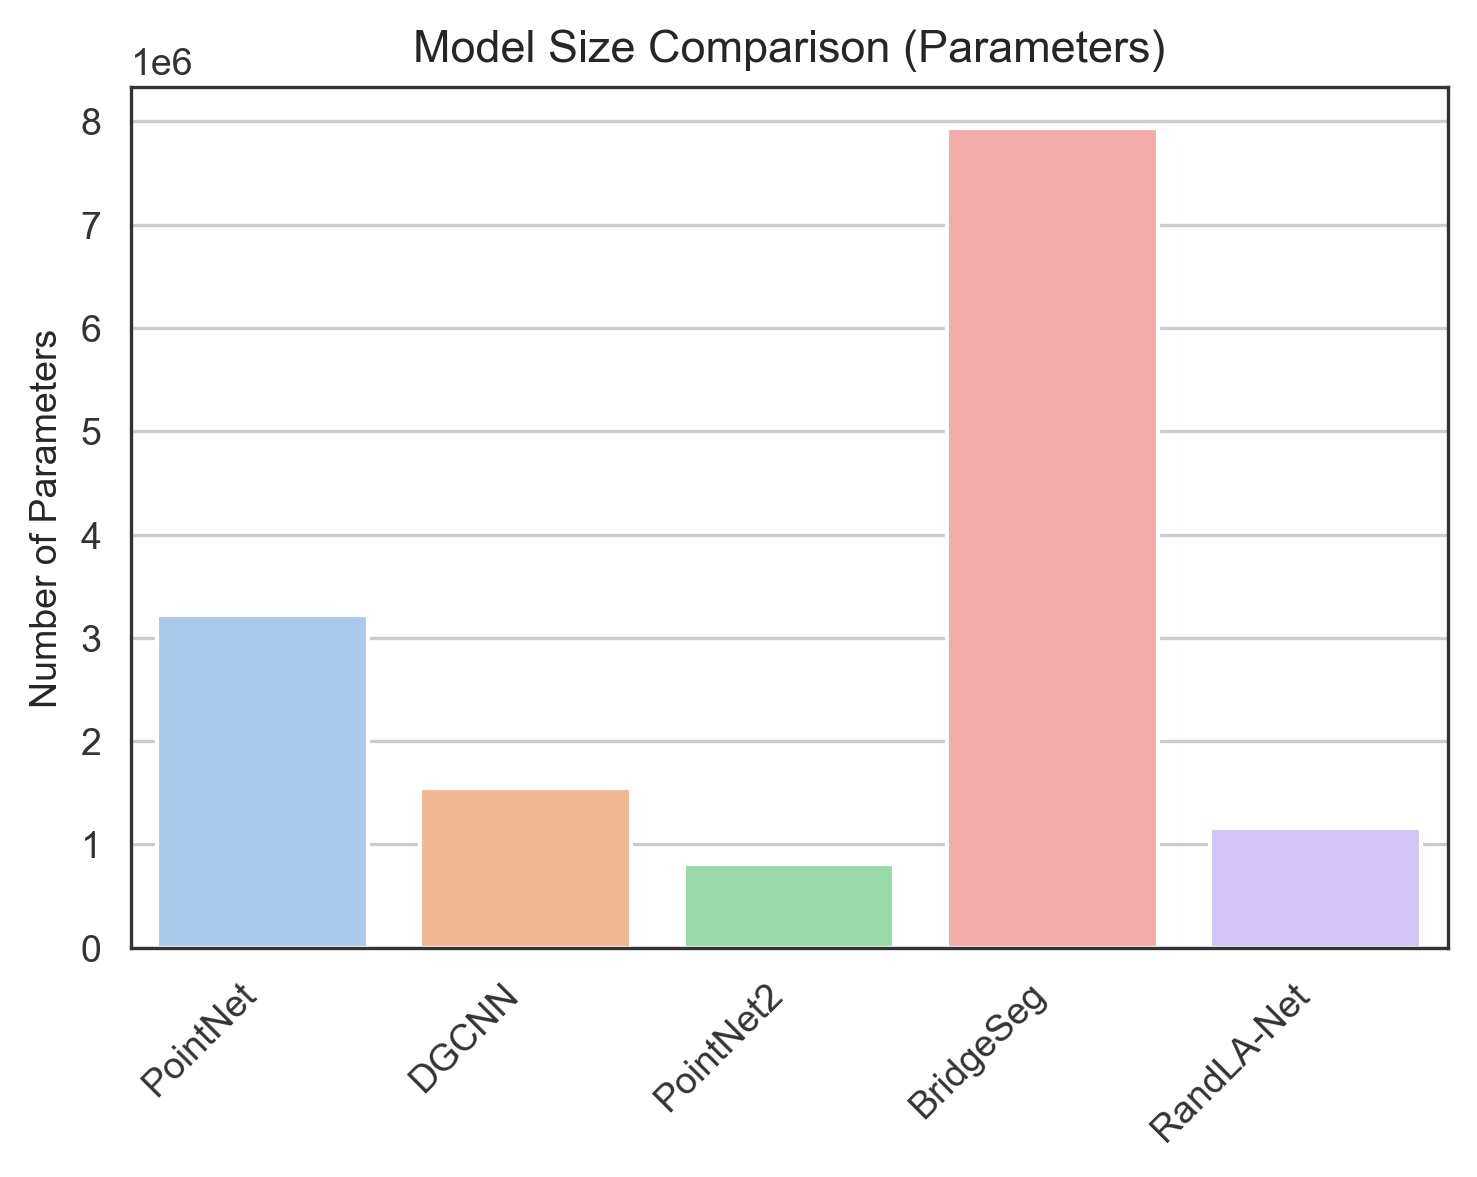 Model Size Comparison (Parameters)
1e6
8
7
6
5
4
3
2
1
0
Number of Parameters
PointNet
DGCNN
PointNet2
BridgeSeg
RandLA-Net